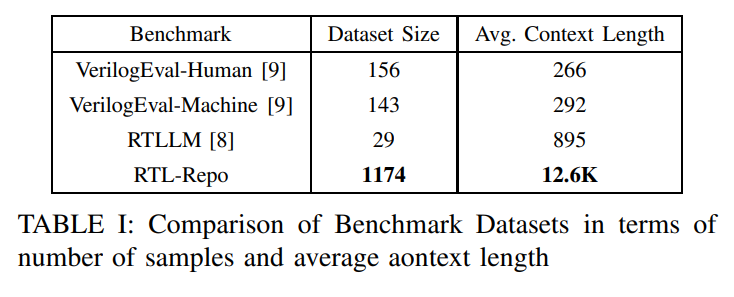 Benchmark Dataset Size Avg. Context Length
VerilogEval-Human [9] 156 266
VerilogEval-Machine [9] 143 292
RTLLM [8] 29 895
RTL-Repo 1174 12.6K
TABLE I: Comparison of Benchmark Datasets in terms of
number of samples and average aontext length